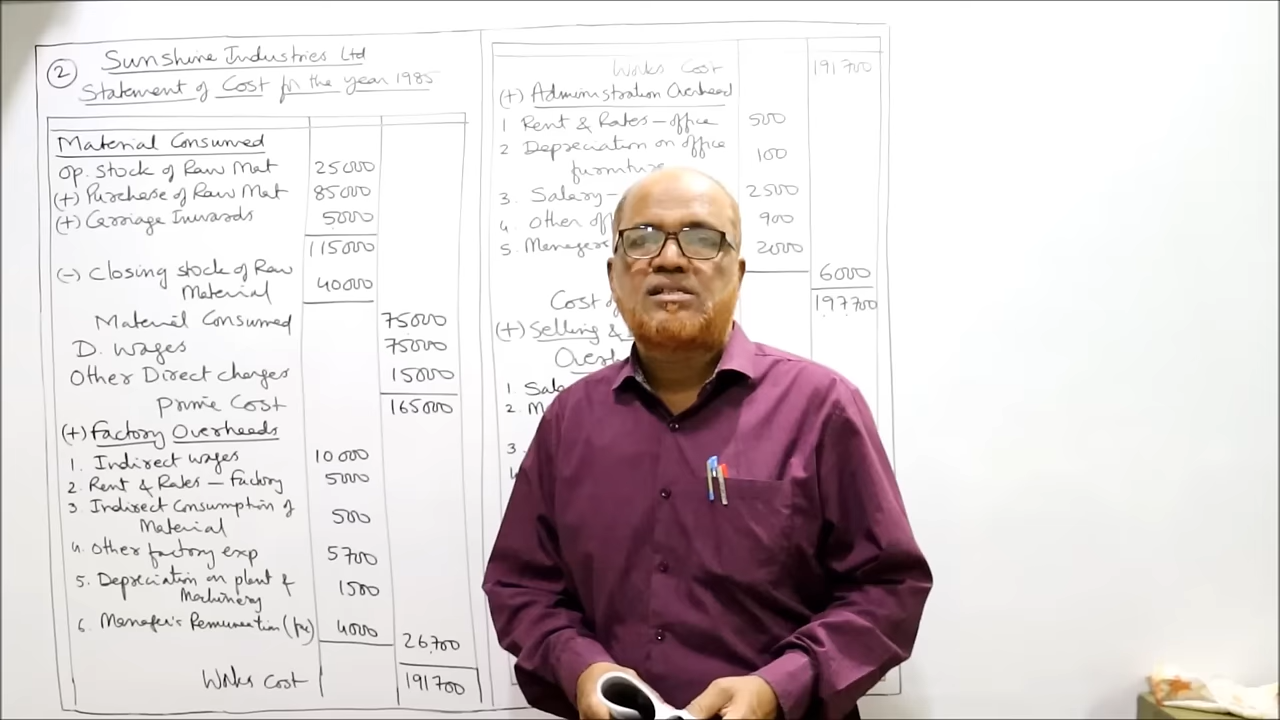 2 Sunshine Industries Ltd
Statement of Cost for the year 1985
Material Consumed
Op. Stock of Raw Mat 25000
(+) Purchase of Raw Mat 85000
(+) Carriage Inwards 5000
115000
(-) Closing stock of Raw
Material 40000
Material Consumed 75000
D. wages 75000
Other Direct charges 15000
Prime Cost 165000
(+) Factory Overheads
1. Indirect wages 10000
2. Rent & Rates - Factory 5000
3 Indirect Consumption of
Material 500
4. Other factory exp 5700
5. Depreciation on plant &
Machinery 1500
6. Manager's Remuneration 4000 26,700
Works Cost 191700
Works Cost 191700
(+) Administration Overhead
1 Rent & Rates - office 500
2 Depreciation on office
furniture 100
3. Salary - 2500
4. Other 900
5. Manager 2000
6000
Cost 197,700
(+) Selling &
1.
2.
3.